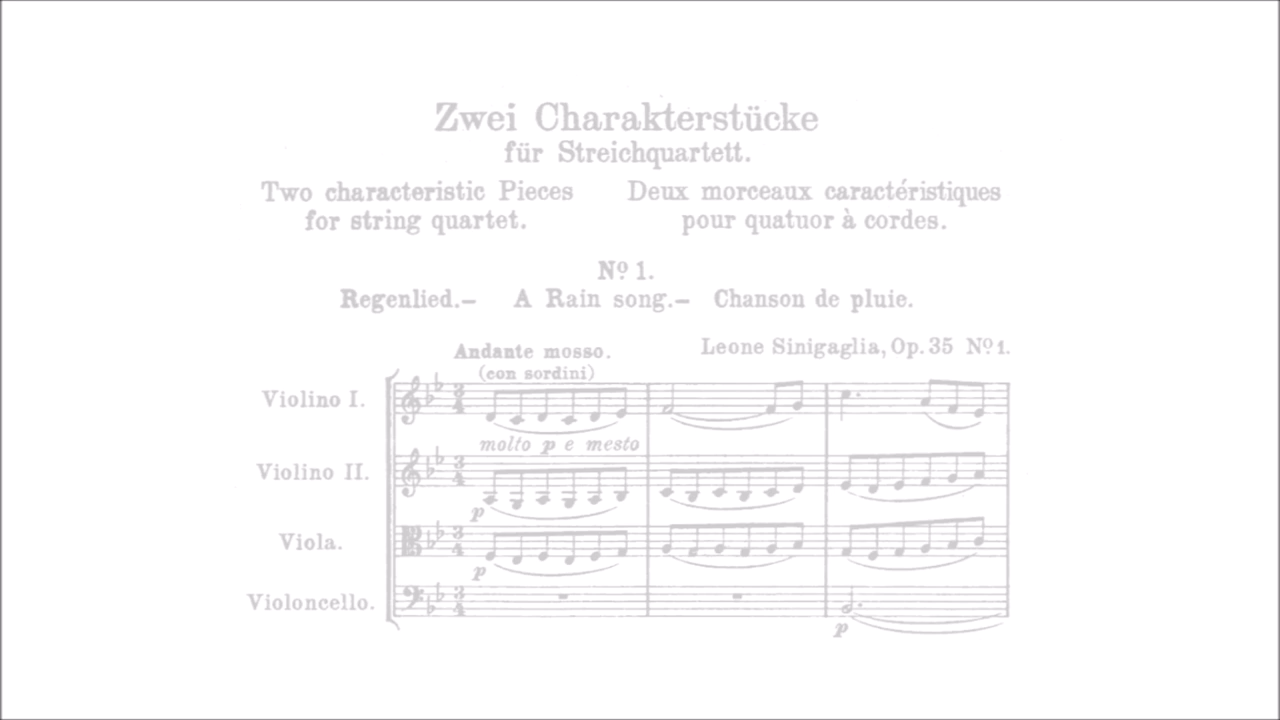 Zwei Charakterstücke
für Streichquartett.
Two characteristic Pieces
for string quartet.
Deux morceaux caractéristiques
pour quatuor à cordes.
Nº 1.
Regenlied.– A Rain song.– Chanson de pluie.
Leone Sinigaglia, Op. 35 Nº 1.
Andante mosso.
(con sordini)
Violino I.
molto p e mesto
Violino II.
p
Viola.
p
Violoncello.
p